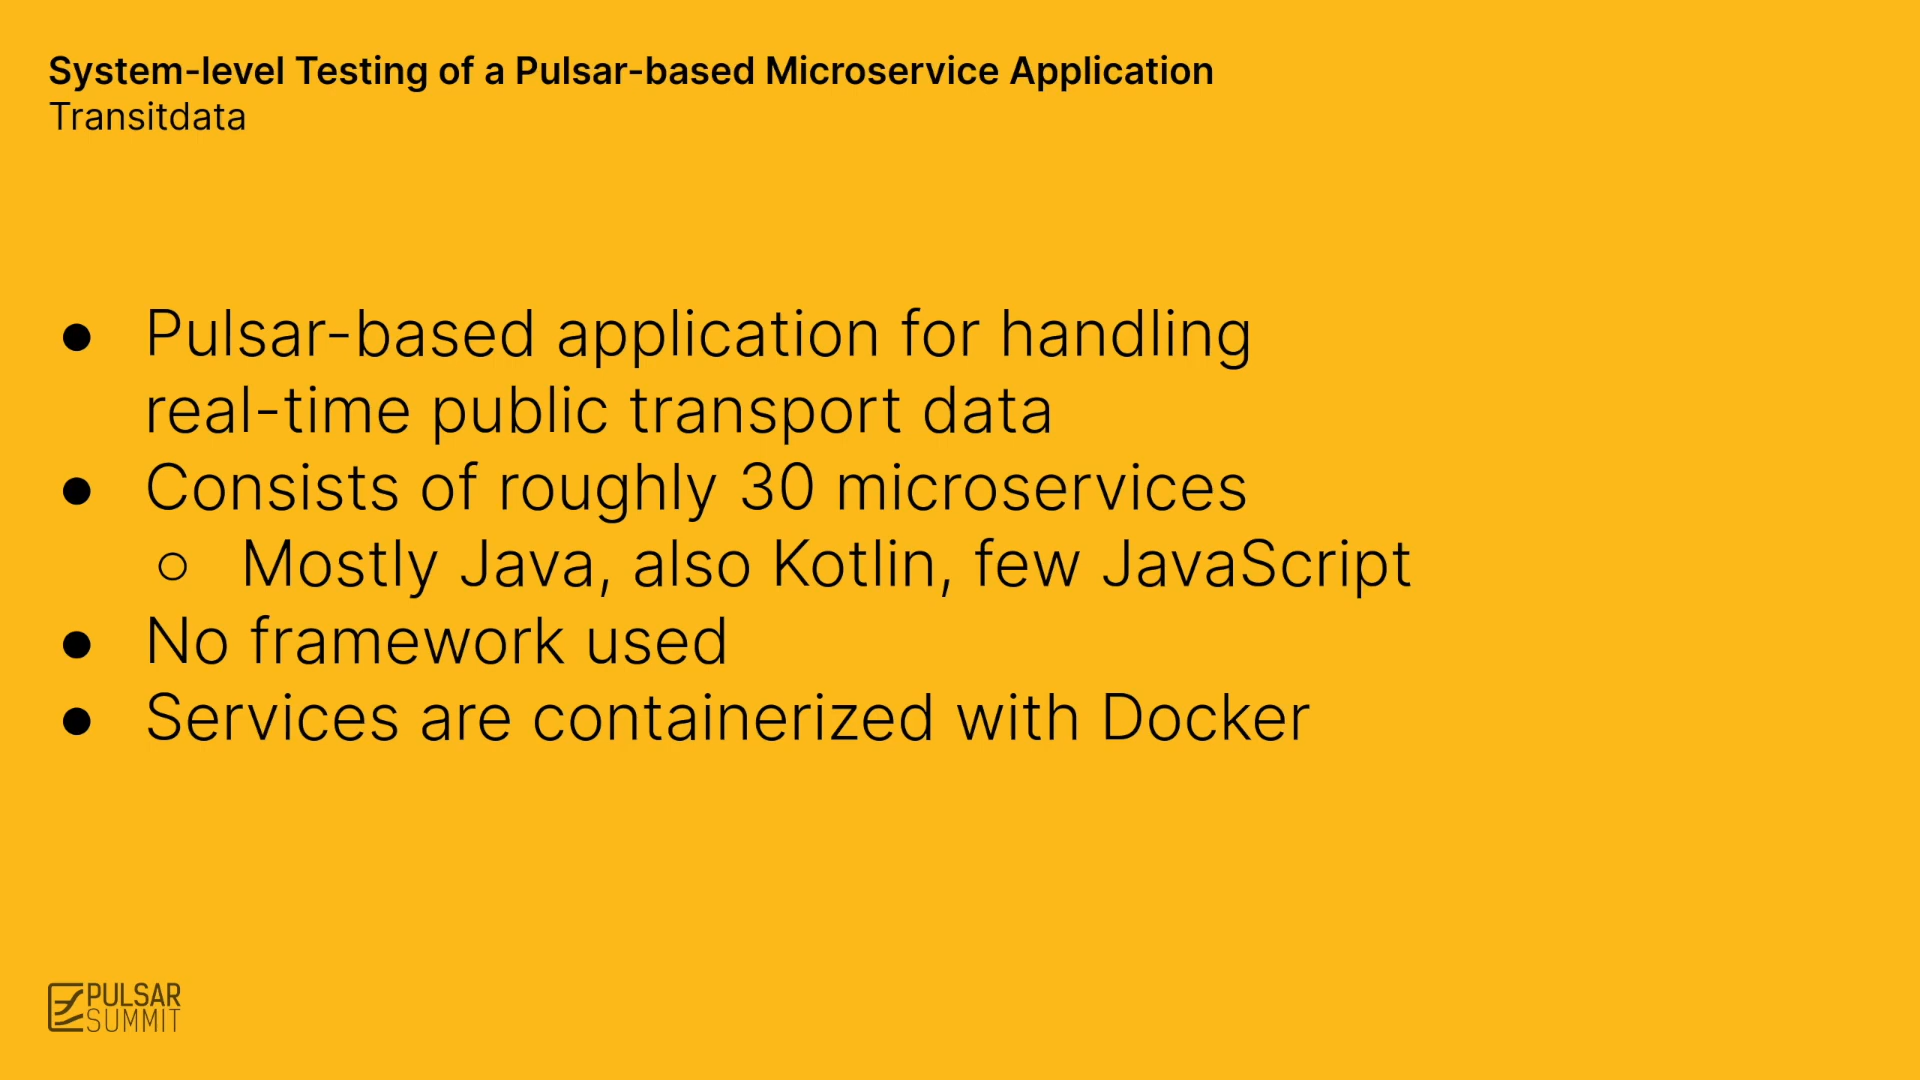 System-level Testing of a Pulsar-based Microservice Application
Transitdata
● Pulsar-based application for handling
real-time public transport data
● Consists of roughly 30 microservices
○ Mostly Java, also Kotlin, few JavaScript
● No framework used
● Services are containerized with Docker
PULSAR
SUMMIT